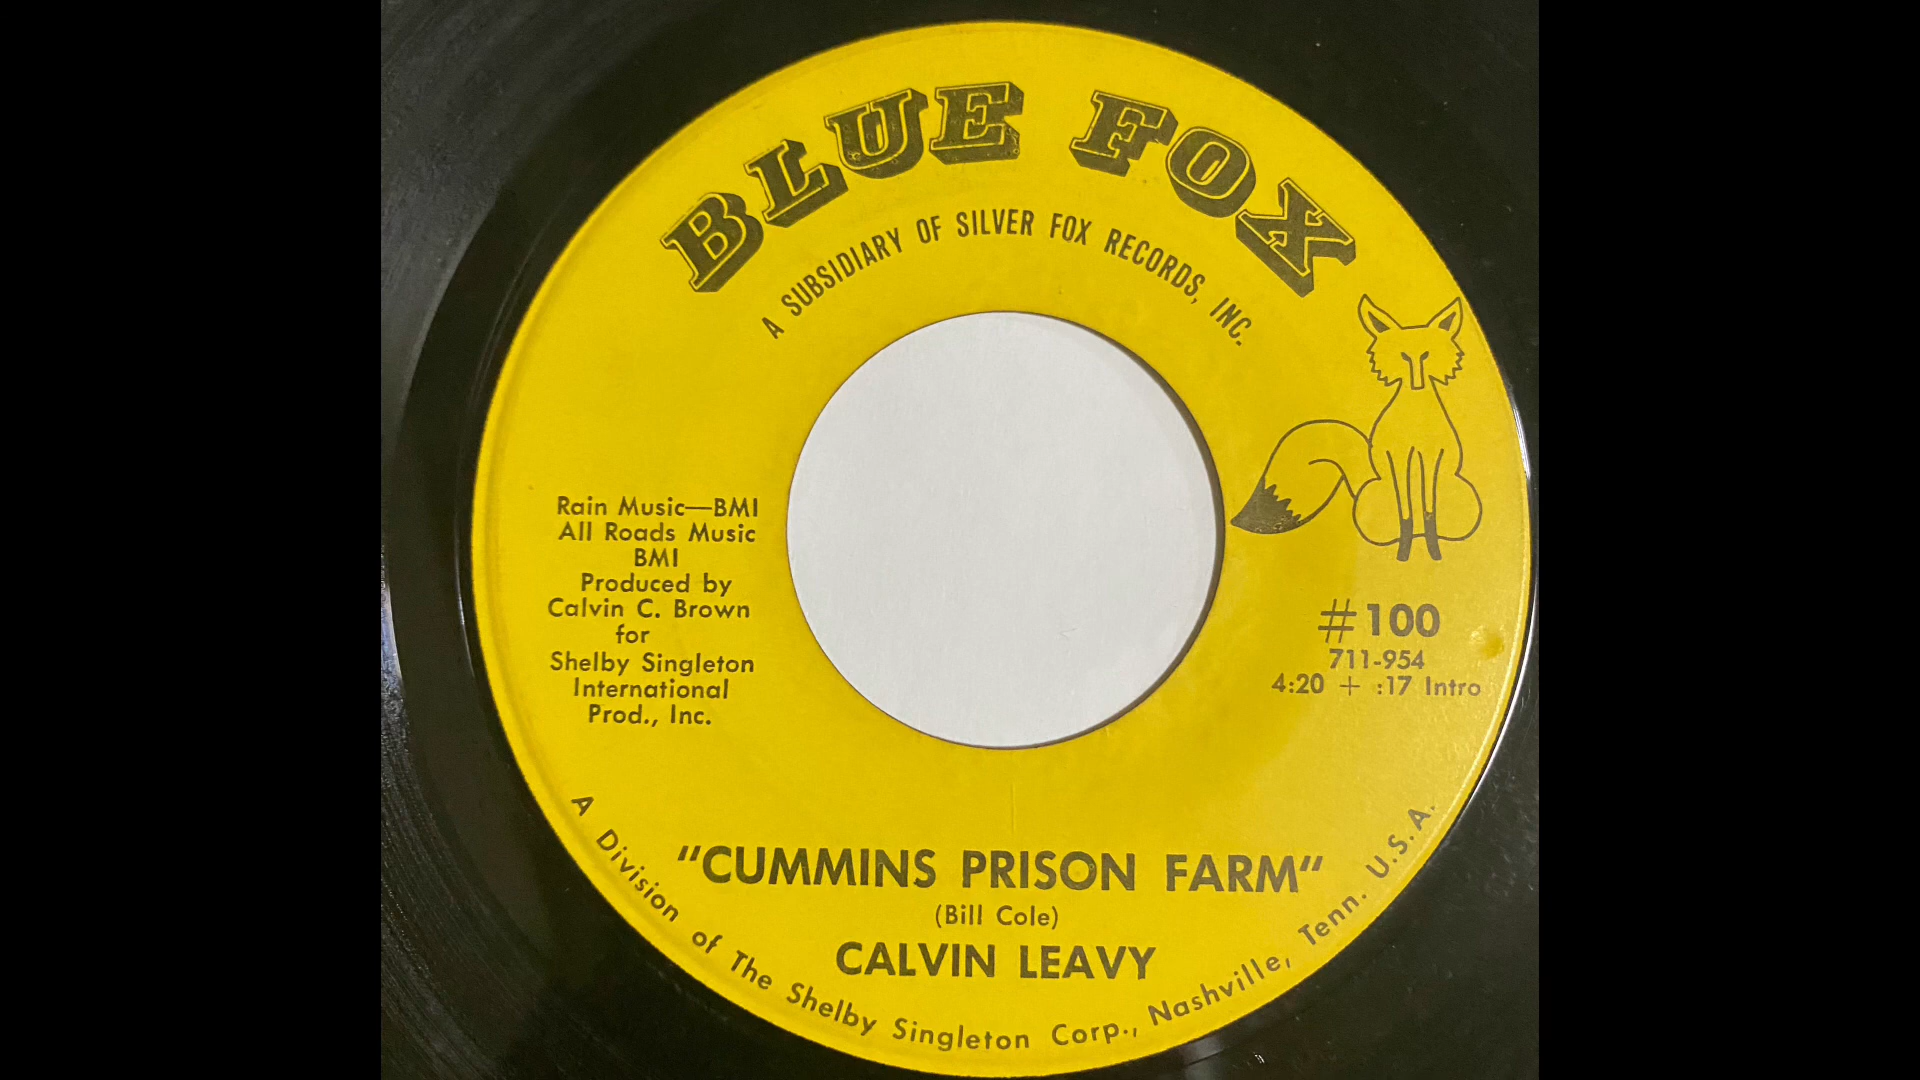 BLUE FOX
A SUBSIDIARY OF SILVER FOX RECORDS, INC.
Rain Music—BMI
All Roads Music
BMI
Produced by
Calvin C. Brown
for
Shelby Singleton
International
Prod., Inc.
#100
711-954
4:20 + :17 Intro
"CUMMINS PRISON FARM"
(Bill Cole)
CALVIN LEAVY
A Division of The Shelby Singleton Corp., Nashville, Tenn. U.S.A.